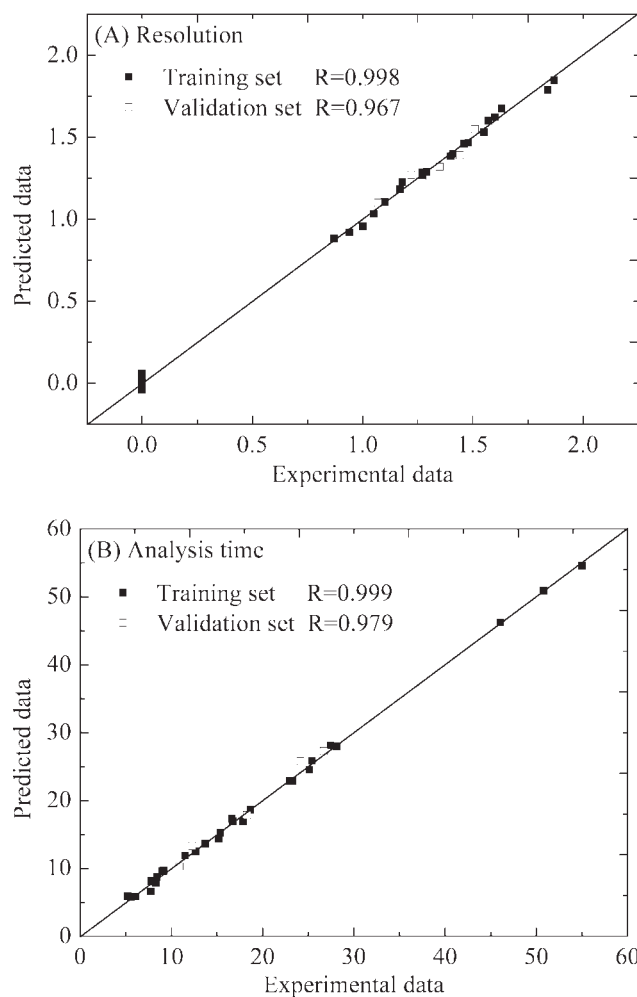 (A) Resolution
Training set R=0.998
Validation set R=0.967
2.0
1.5
1.0
0.5
0.0
Predicted data
0.0 0.5 1.0 1.5 2.0
Experimental data
(B) Analysis time
Training set R=0.999
Validation set R=0.979
60
50
40
30
20
10
0
Predicted data
0 10 20 30 40 50 60
Experimental data